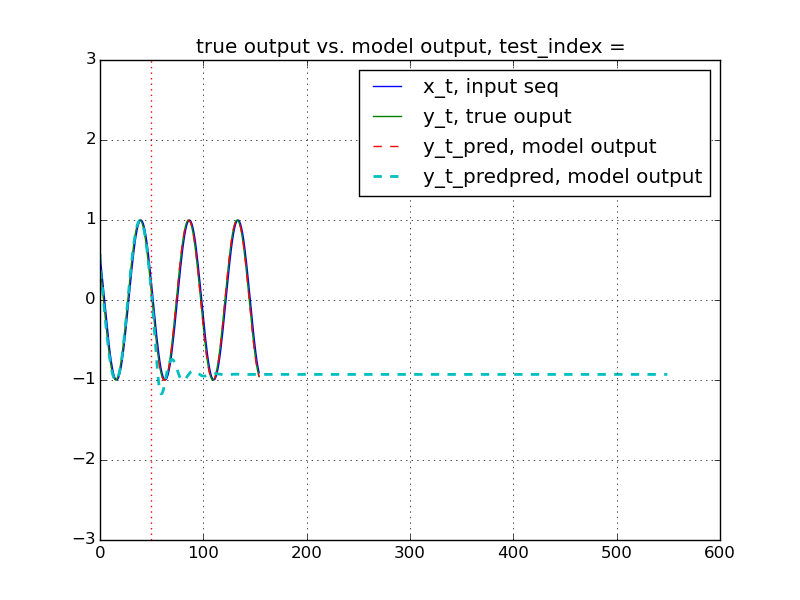 true output vs. model output, test_index =
x_t, input seq
y_t, true ouput
y_t_pred, model output
y_t_predpred, model output
3
2
1
0
−1
−2
−3
0 100 200 300 400 500 600